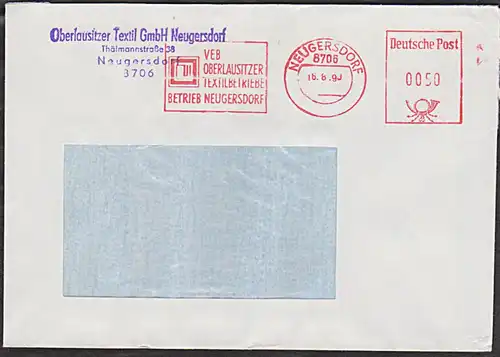 Oberlausitzer Textil GmbH Neugersdorf
Thälmannstraße 38
Neugersdorf
8706
VEB
OBERLAUSITZER
TEXTILBETRIEBE
BETRIEB NEUGERSDORF
NEUGERSDORF
8706
Deutsche Post
0050